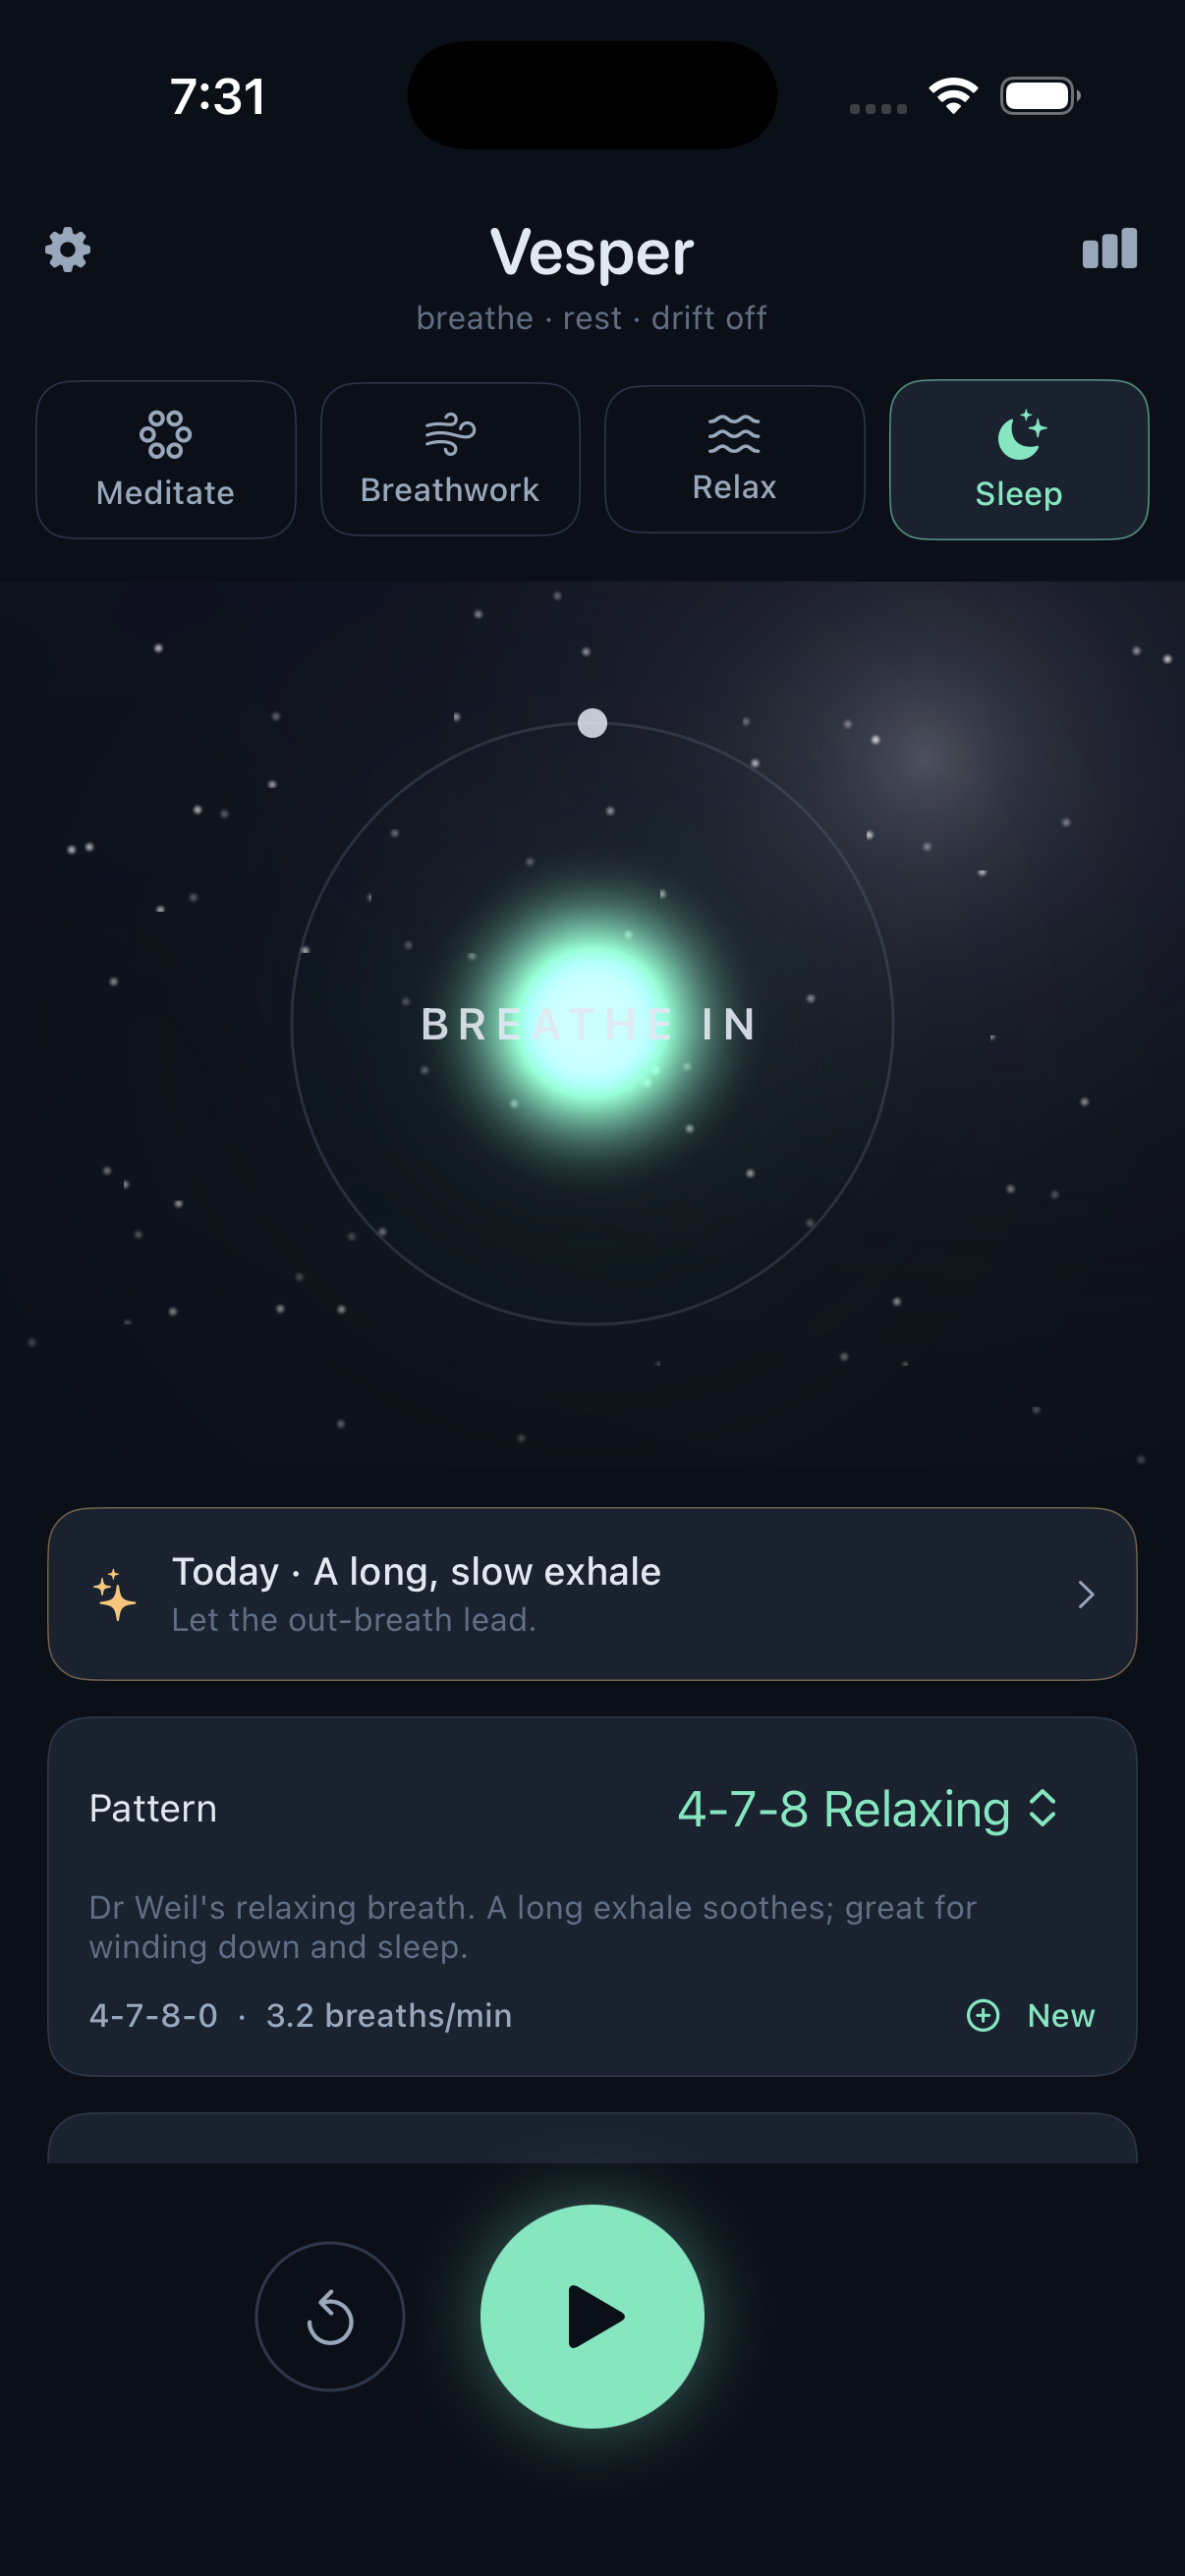 7:31
Vesper
breathe · rest · drift off
Meditate
Breathwork
Relax
Sleep
BREATHE IN
Today · A long, slow exhale
Let the out-breath lead.
Pattern
4-7-8 Relaxing
Dr Weil's relaxing breath. A long exhale soothes; great for
winding down and sleep.
4-7-8-0 · 3.2 breaths/min
New